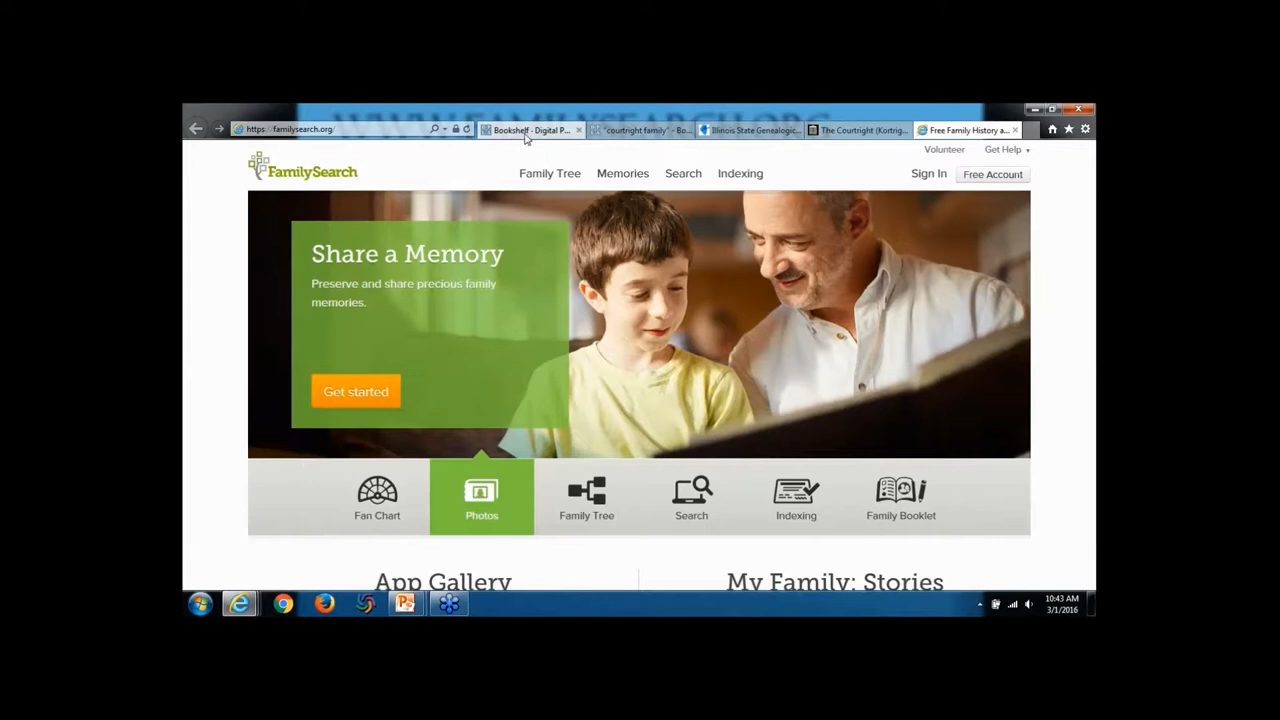 https://familysearch.org/
Bookshelf - Digital P...
"courtright family" - Bo...
Illinois State Genealogic...
The Courtright (Kortrig...
Free Family History a...
Volunteer
Get Help
FamilySearch
Family Tree
Memories
Search
Indexing
Sign In
Free Account
Share a Memory
Preserve and share precious family
memories.
Get started
Fan Chart
Photos
Family Tree
Search
Indexing
Family Booklet
App Gallery
My Family: Stories
10:43 AM
3/1/2016